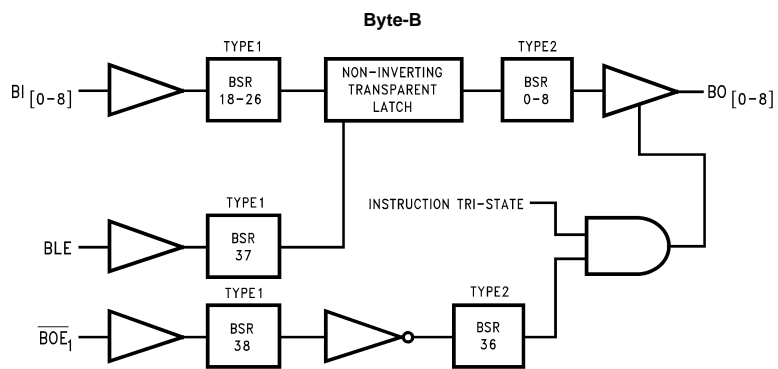 Byte-B
TYPE1
TYPE2
BI [0-8]
BSR
18-26
NON-INVERTING
TRANSPARENT
LATCH
BSR
0-8
BO [0-8]
TYPE1
INSTRUCTION TRI-STATE
BLE
BSR
37
TYPE1
TYPE2
BOE1
BSR
38
BSR
36